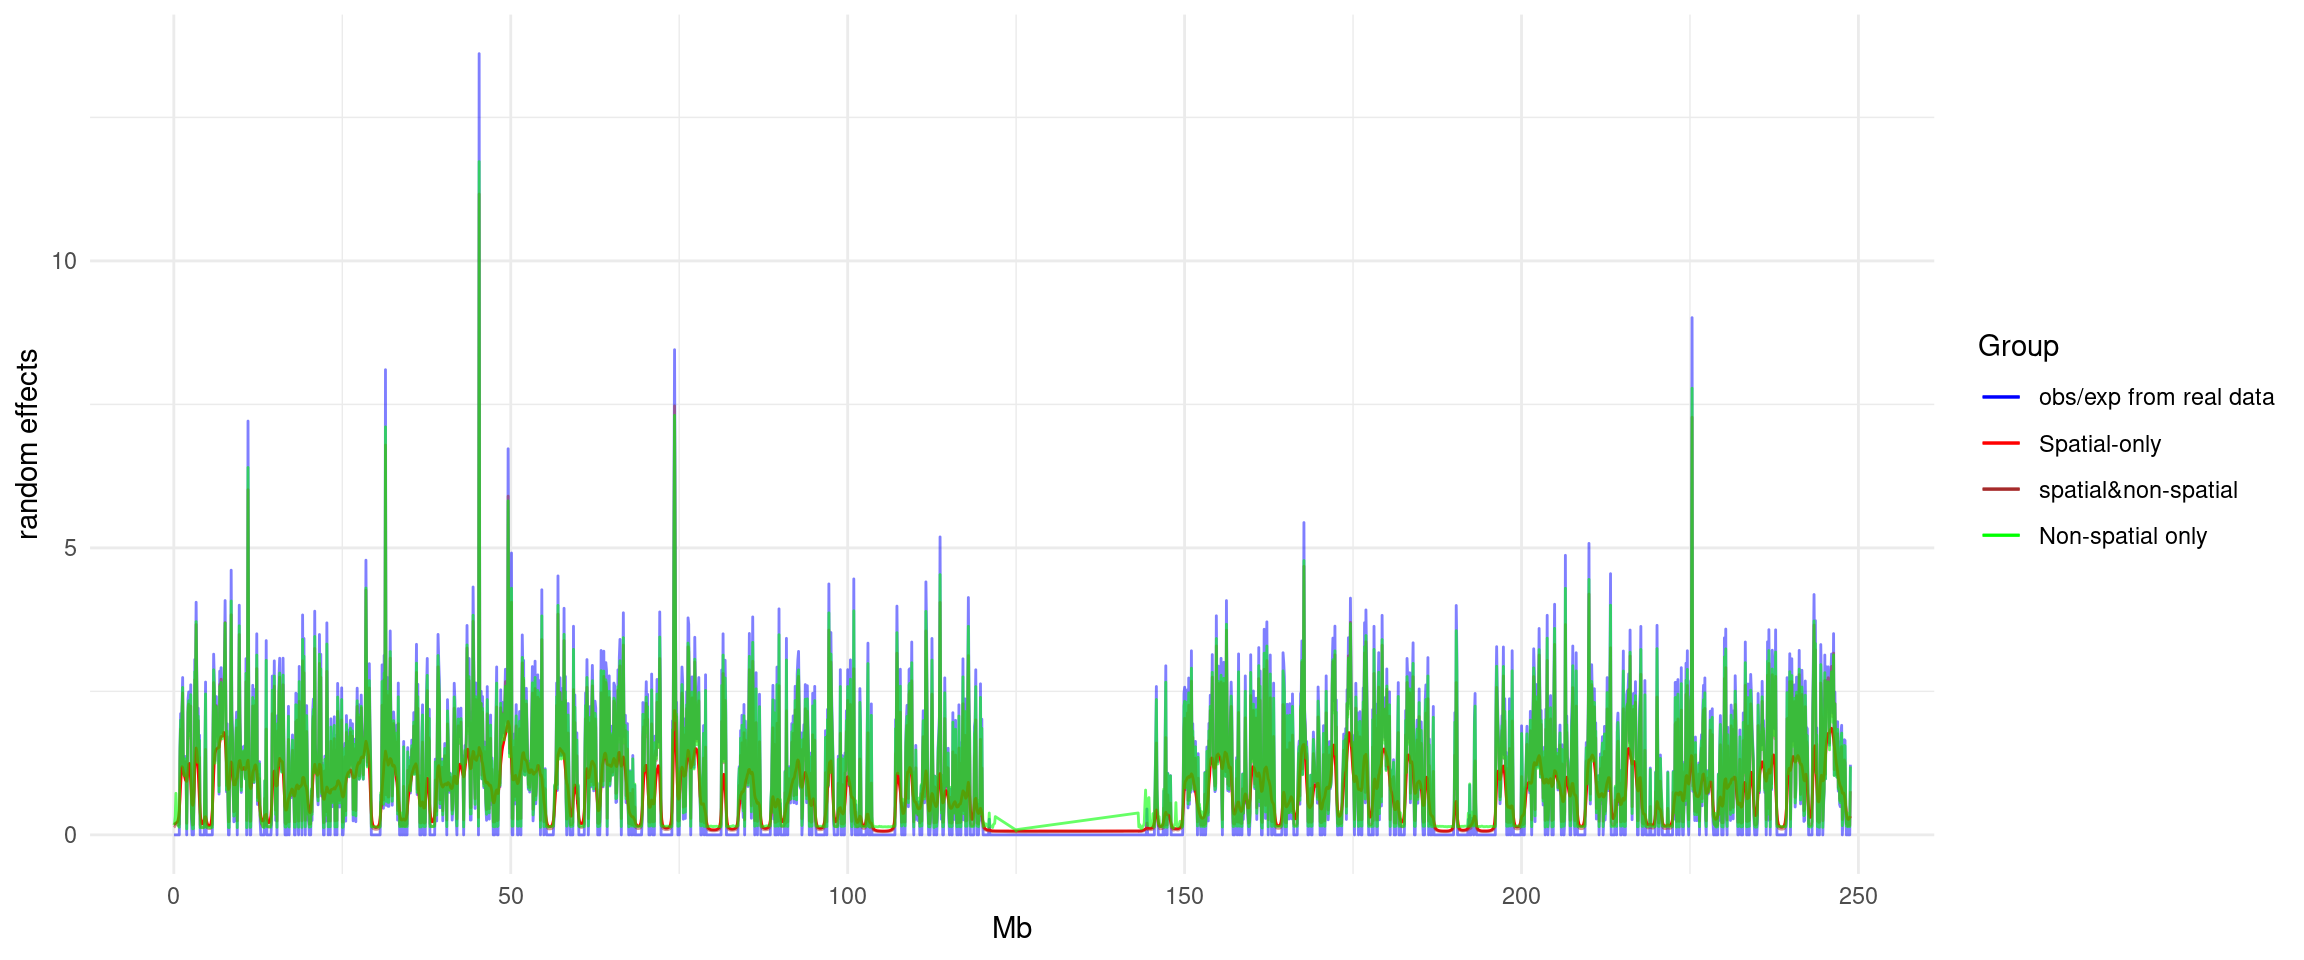 random effects
10
5
0
0
50
100
150
200
250
Mb
Group
obs/exp from real data
Spatial-only
spatial&non-spatial
Non-spatial only